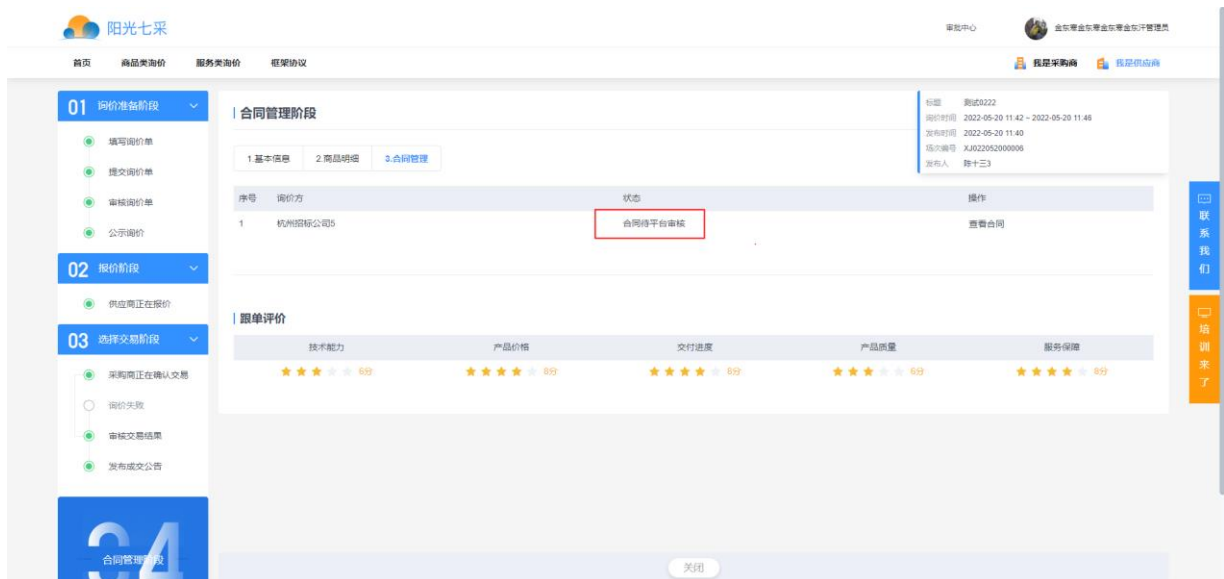 阳光七采
审批中心
首页 商品类询价 服务类询价 框架协议
我是采购商 我是供应商
01 询价准备阶段
填写询价单
提交询价单
审核询价单
公示询价
02 报价阶段
供应商正在报价
03 选择交易阶段
采购商正在确认交易
询价失败
审核交易结果
发布成交公告
04
合同管理阶段
合同管理阶段
1.基本信息 2.商品明细 3.合同管理
标题 测试0222
询价时间 2022-05-20 11:42 ~ 2022-05-20 11:46
发布时间 2022-05-20 11:40
场次编号 XJ022052000006
发布人 陈十三3
序号 询价方 状态 操作
1 杭州招标公司5 合同待平台审核 查看合同
跟单评价
技术能力 产品价格 交付进度 产品质量 服务保障
6分 8分 8分 6分 8分
关闭
联系我们
培训来了